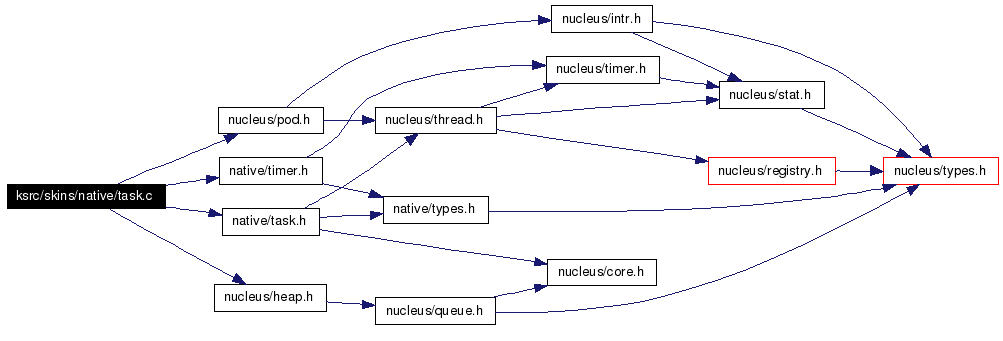 nucleus/intr.h
nucleus/timer.h
nucleus/stat.h
nucleus/pod.h
nucleus/thread.h
native/timer.h
nucleus/registry.h
nucleus/types.h
ksrc/skins/native/task.c
native/task.h
native/types.h
nucleus/core.h
nucleus/heap.h
nucleus/queue.h